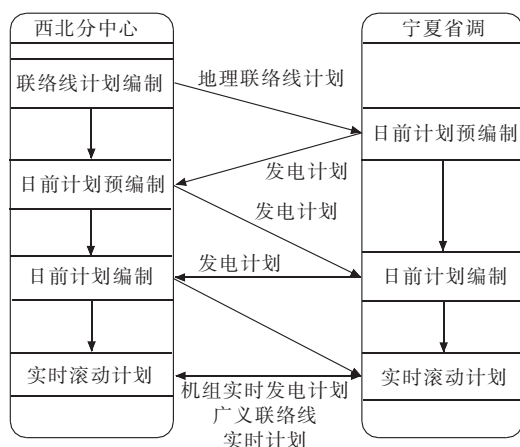 西北分中心
宁夏省调
联络线计划编制
地理联络线计划
日前计划预编制
发电计划
日前计划预编制
发电计划
发电计划
日前计划编制
日前计划编制
实时滚动计划
实时滚动计划
机组实时发电计划
广义联络线
实时计划